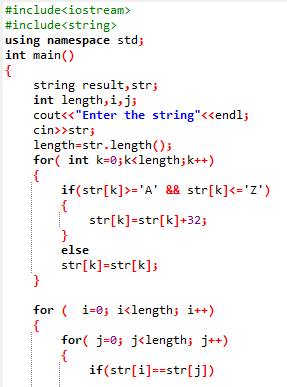 #include<iostream>
#include<string>
using namespace std;
int main()
{
string result,str;
int length,i,j;
cout<<"Enter the string"<<endl;
cin>>str;
length=str.length();
for( int k=0;k<length;k++)
{
if(str[k]>='A' && str[k]<='Z')
{
str[k]=str[k]+32;
}
else
str[k]=str[k];
}
for ( i=0; i<length; i++)
{
for( j=0; j<length; j++)
{
if(str[i]==str[j])